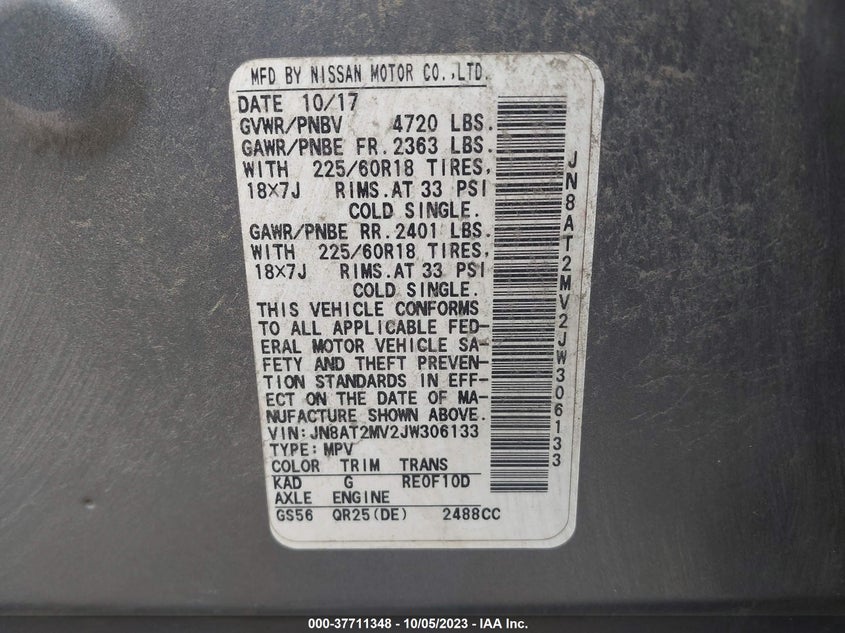 MFD BY NISSAN MOTOR CO.,LTD.
DATE 10/17
GVWR/PNBV 4720 LBS.
GAWR/PNBE FR. 2363 LBS.
WITH 225/60R18 TIRES,
18×7J RIMS. AT 33 PSI
COLD SINGLE.
GAWR/PNBE RR. 2401 LBS.
WITH 225/60R18 TIRES,
18×7J RIMS. AT 33 PSI
COLD SINGLE.
THIS VEHICLE CONFORMS
TO ALL APPLICABLE FED-
ERAL MOTOR VEHICLE SA-
FETY AND THEFT PREVEN-
TION STANDARDS IN EFF-
ECT ON THE DATE OF MA-
NUFACTURE SHOWN ABOVE.
VIN:JN8AT2MV2JW306133
TYPE:MPV
COLOR TRIM TRANS
KAD G RE0F10D
AXLE ENGINE
GS56 QR25(DE) 2488CC
JN8AT2MV2JW306133
000-37711348 - 10/05/2023 - IAA Inc.